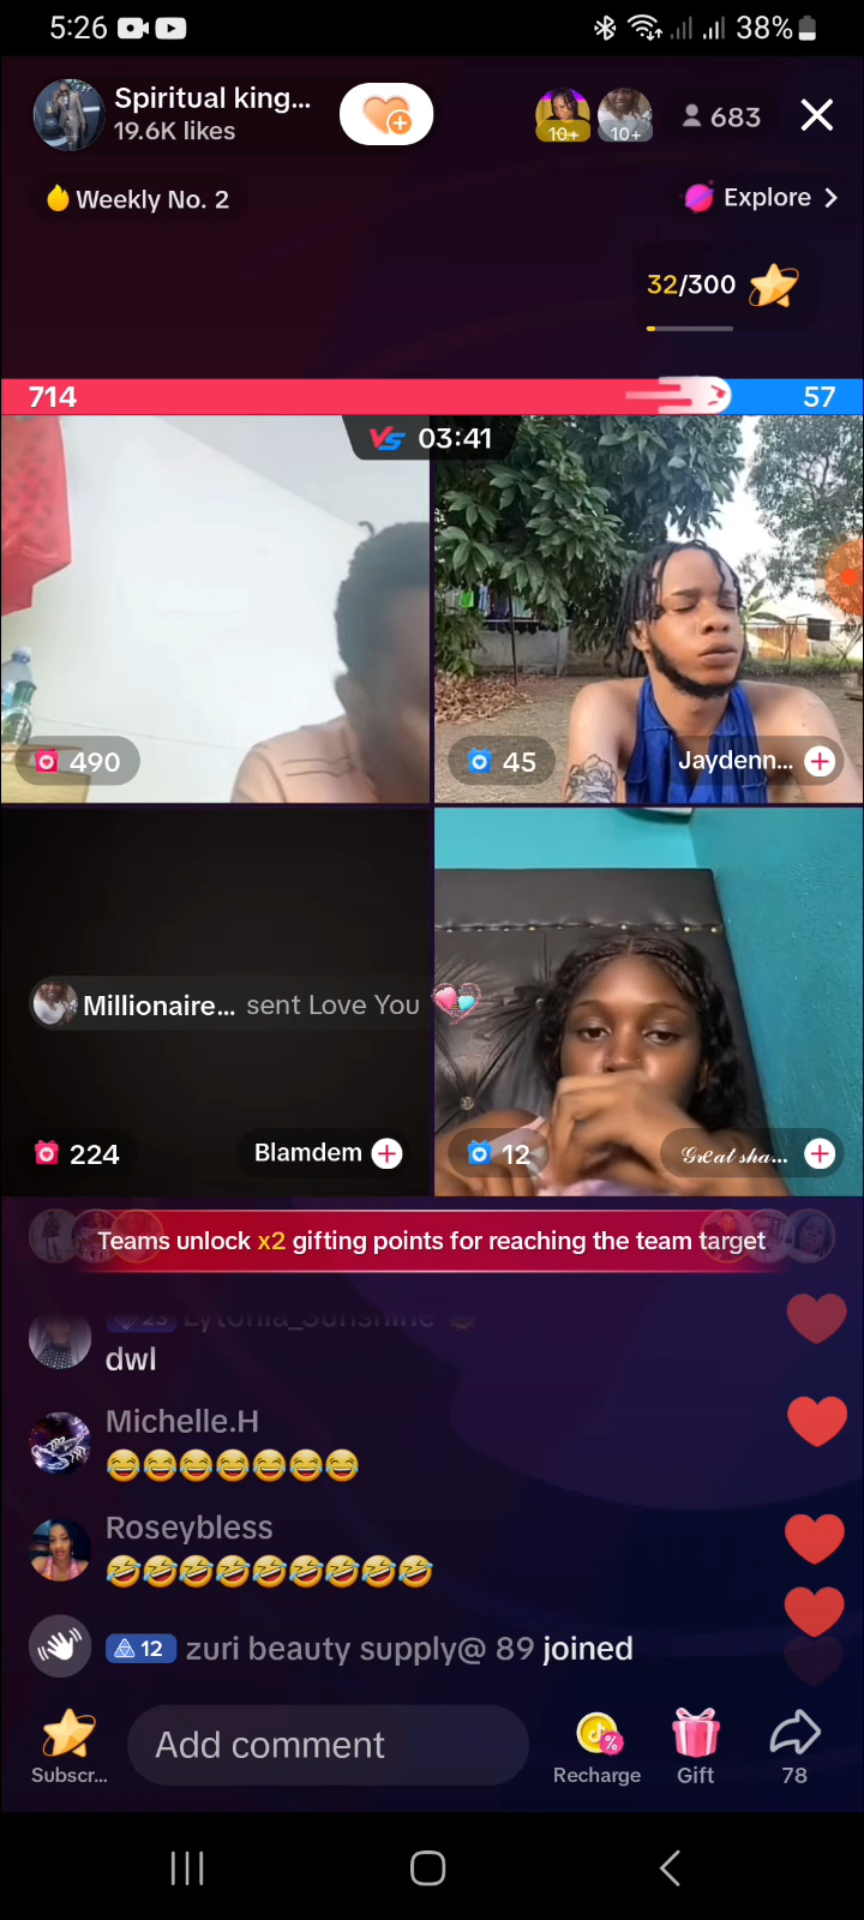 5:26
38%
Spiritual king...
19.6K likes
10+
10+
683
Weekly No. 2
Explore
32/300
714
57
VS 03:41
490
45
Jaydenn...
Millionaire... sent Love You
224
Blamdem
12
𝒢𝓇𝑒𝒶𝓉 𝓈𝒽𝒶...
Teams unlock x2 gifting points for reaching the team target
23 Lytonia_Sunshine
dwl
Michelle.H
😂😂😂😂😂😂😂
Roseybless
🤣🤣🤣🤣🤣🤣🤣🤣🤣
12 zuri beauty supply@ 89 joined
Add comment
Subscr...
Recharge
Gift
78